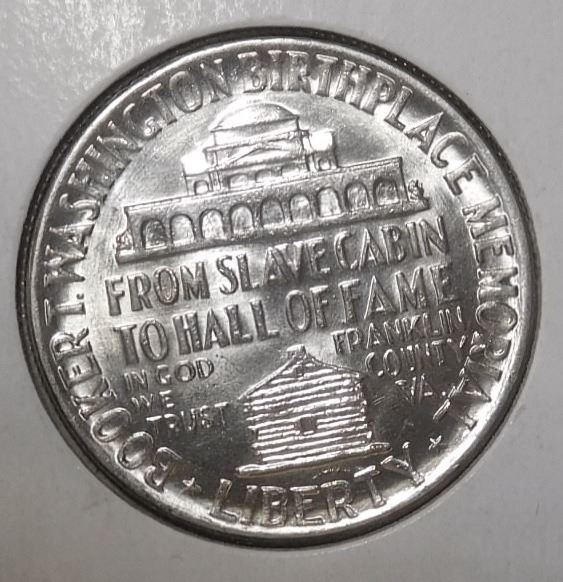 BOOKER T. WASHINGTON BIRTHPLACE MEMORIAL
FROM SLAVE CABIN
TO HALL OF FAME
IN GOD
WE
TRUST
FRANKLIN
COUNTY
VA.
LIBERTY